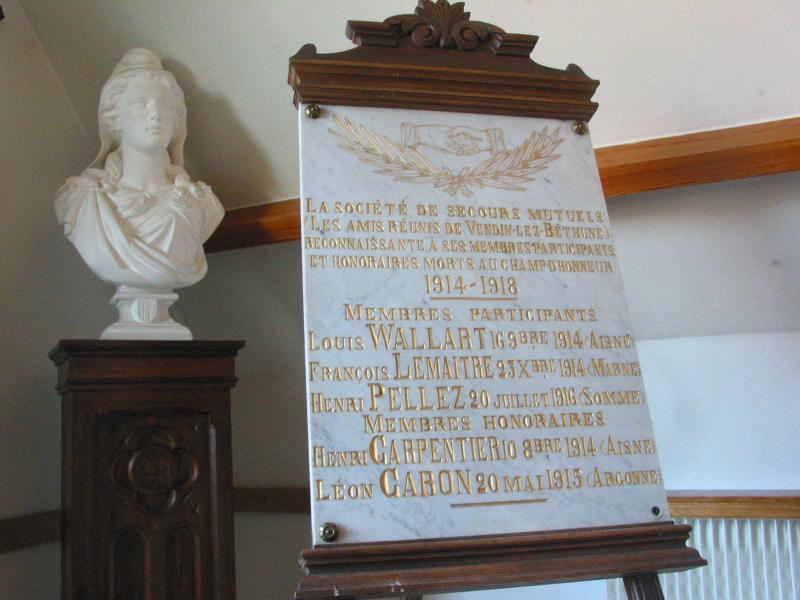 LA SOCIÉTÉ DE SECOURS MUTUELS
(LES AMIS RÉUNIS DE VENDIN-LEZ-BÉTHUNE)
RECONNAISSANTE, À SES MEMBRES PARTICIPANTS
ET HONORAIRES MORTS AU CHAMP D'HONNEUR
1914-1918
MEMBRES PARTICIPANTS
LOUIS WALLART 16 9BRE 1914 (AISNE)
FRANÇOIS LEMAITRE 23 XBRE 1914 (MARNE)
HENRI PELLEZ 20 JUILLET 1916 (SOMME)
MEMBRES HONORAIRES
HENRI CARPENTIER 10 8BRE 1914 (AISNE)
LÉON CARON 20 MAI 1915 (ARGONNE)
RF